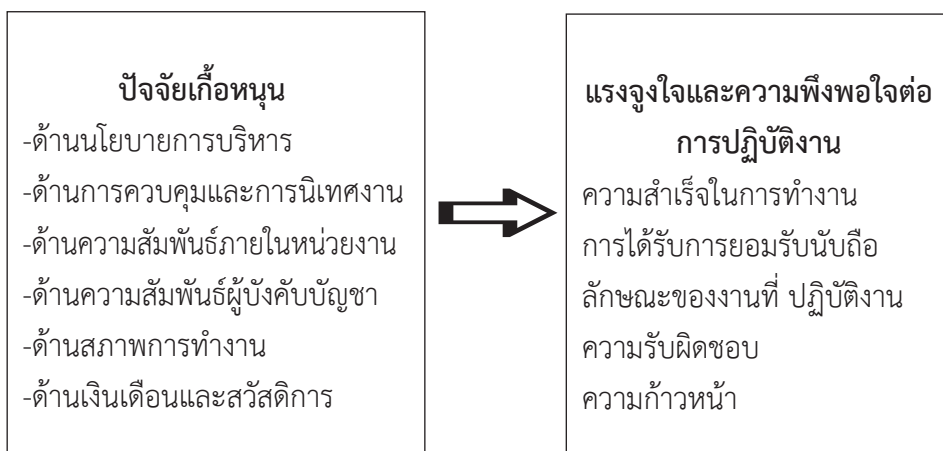 ปัจจัยเกื้อหนุน
-ด้านนโยบายการบริหาร
-ด้านการควบคุมและการนิเทศงาน
-ด้านความสัมพันธ์ภายในหน่วยงาน
-ด้านความสัมพันธ์ผู้บังคับบัญชา
-ด้านสภาพการทำงาน
-ด้านเงินเดือนและสวัสดิการ
แรงจูงใจและความพึงพอใจต่อ
การปฏิบัติงาน
ความสำเร็จในการทำงาน
การได้รับการยอมรับนับถือ
ลักษณะของงานที่ ปฏิบัติงาน
ความรับผิดชอบ
ความก้าวหน้า